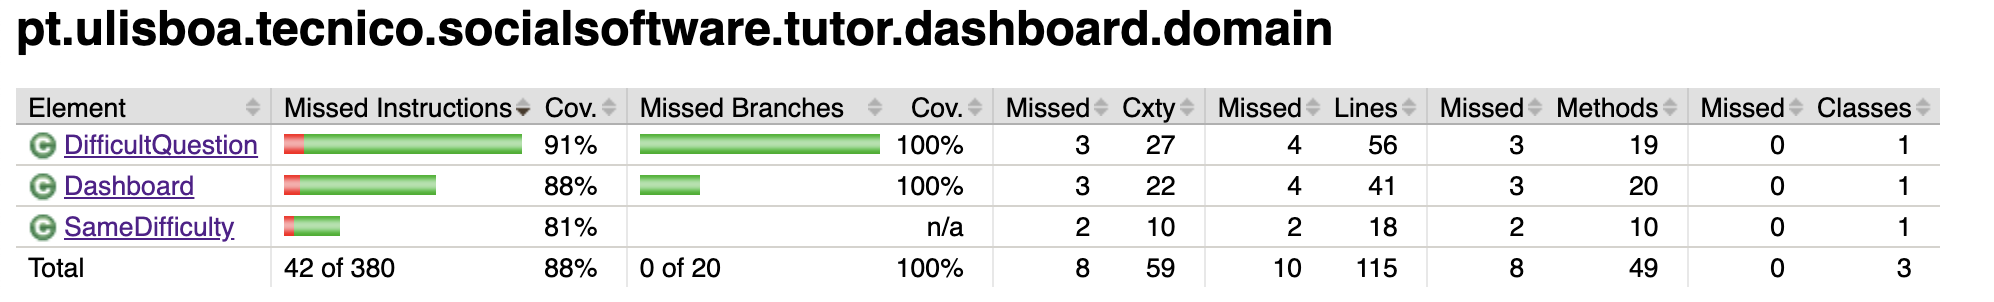 pt.ulisboa.tecnico.socialsoftware.tutor.dashboard.domain
Element Missed Instructions Cov. Missed Branches Cov. Missed Cxty Missed Lines Missed Methods Missed Classes
C DifficultQuestion 91% 100% 3 27 4 56 3 19 0 1
C Dashboard 88% 100% 3 22 4 41 3 20 0 1
C SameDifficulty 81% n/a 2 10 2 18 2 10 0 1
Total 42 of 380 88% 0 of 20 100% 8 59 10 115 8 49 0 3